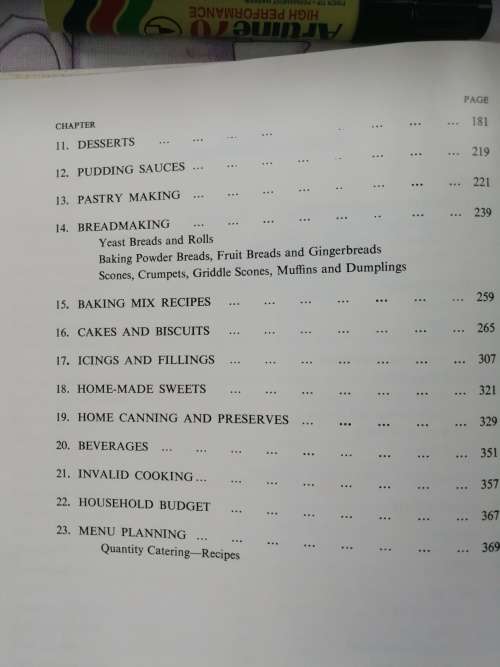 Artline 70
HIGH PERFORMANCE
PAGE
CHAPTER
11. DESSERTS ... ... ... ... . ... ... ... 181
12. PUDDING SAUCES ... ... ... ... ... ... ... ... 219
13. PASTRY MAKING ... ... ... ... .. ... ... ... 221
14. BREADMAKING ... ... ... ... .. ... ... ... 239
Yeast Breads and Rolls
Baking Powder Breads, Fruit Breads and Gingerbreads
Scones, Crumpets, Griddle Scones, Muffins and Dumplings
15. BAKING MIX RECIPES ... ... ... ... ... ... 259
16. CAKES AND BISCUITS ... ... ... ... ... ... 265
17. ICINGS AND FILLINGS ... ... ... ... ... ... 307
18. HOME-MADE SWEETS ... ... ... ... ... ... 321
19. HOME CANNING AND PRESERVES ... ... ... ... ... 329
20. BEVERAGES ... ... ... ... ... ... ... ... 351
21. INVALID COOKING ... ... ... ... ... ... ... 357
22. HOUSEHOLD BUDGET ... ... ... ... ... ... 367
23. MENU PLANNING ... ... ... ... ... ... ... 369
Quantity Catering—Recipes